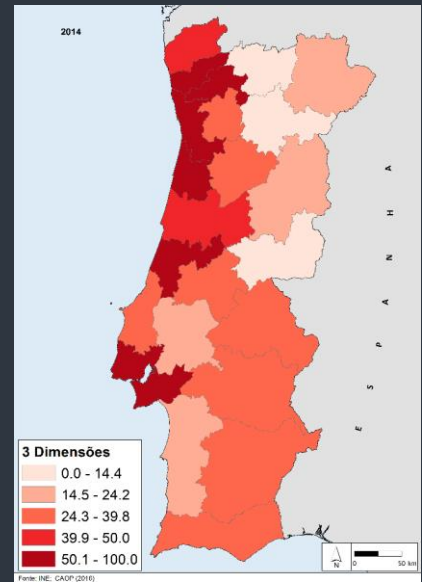 2014
E S P A N H A
3 Dimensões
0.0 - 14.4
14.5 - 24.2
24.3 - 39.8
39.9 - 50.0
50.1 - 100.0
N
0 50 km
Fonte: INE; CAOP (2016)